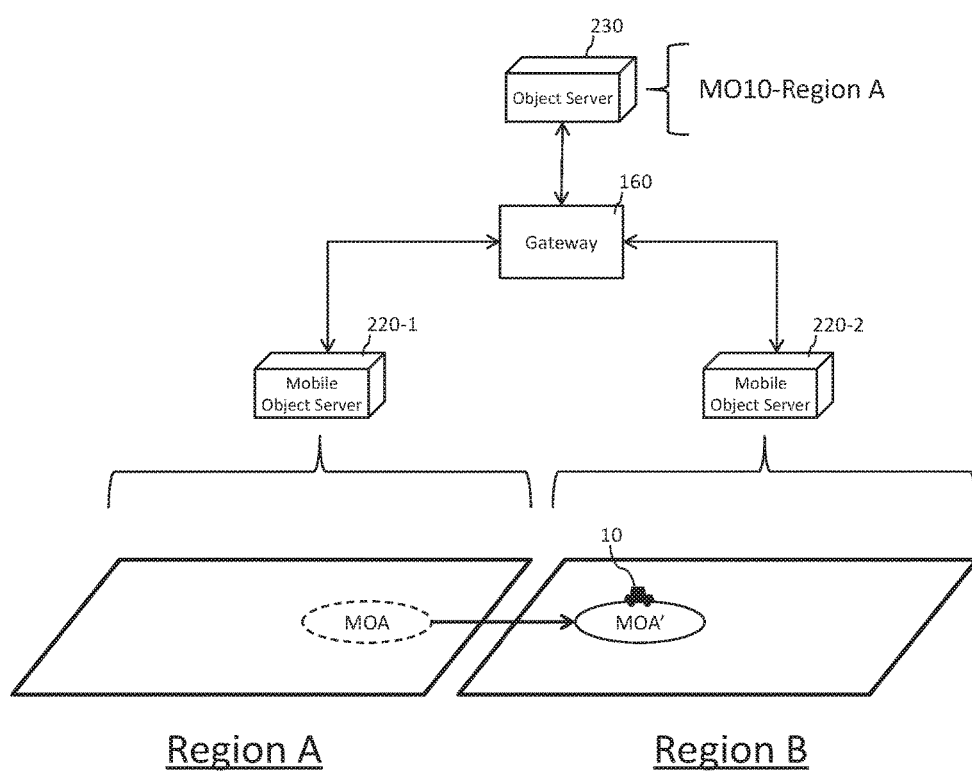 230
Object Server
MO10-Region A
160
Gateway
220-1
Mobile
Object Server
220-2
Mobile
Object Server
10
MOA
MOA'
Region A
Region B